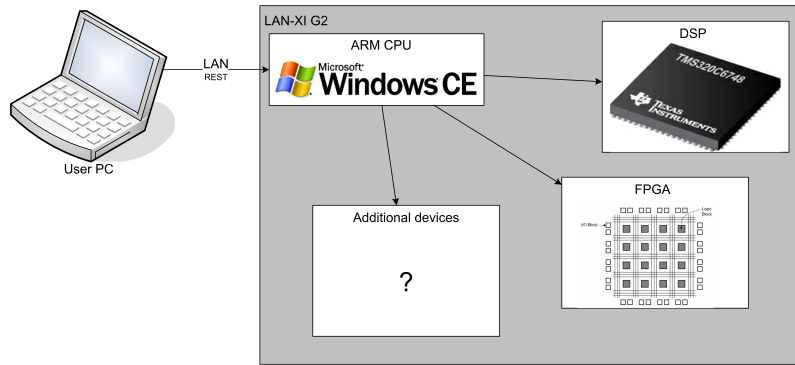 LAN-XI G2
ARM CPU
Microsoft®
Windows CE
DSP
TMS320C6748
TEXAS
INSTRUMENTS
LAN
REST
User PC
Additional devices
?
FPGA
I/O Block
Logic
Block